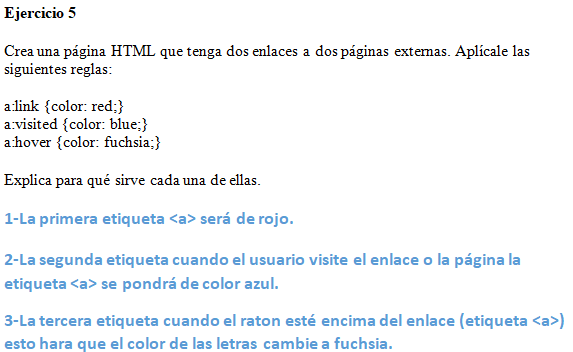 Ejercicio 5
Crea una página HTML que tenga dos enlaces a dos páginas externas. Aplícale las
siguientes reglas:
a:link {color: red;}
a:visited {color: blue;}
a:hover {color: fuchsia;}
Explica para qué sirve cada una de ellas.
1-La primera etiqueta <a> será de rojo.
2-La segunda etiqueta cuando el usuario visite el enlace o la página la
etiqueta <a> se pondrá de color azul.
3-La tercera etiqueta cuando el raton esté encima del enlace (etiqueta <a>)
esto hara que el color de las letras cambie a fuchsia.